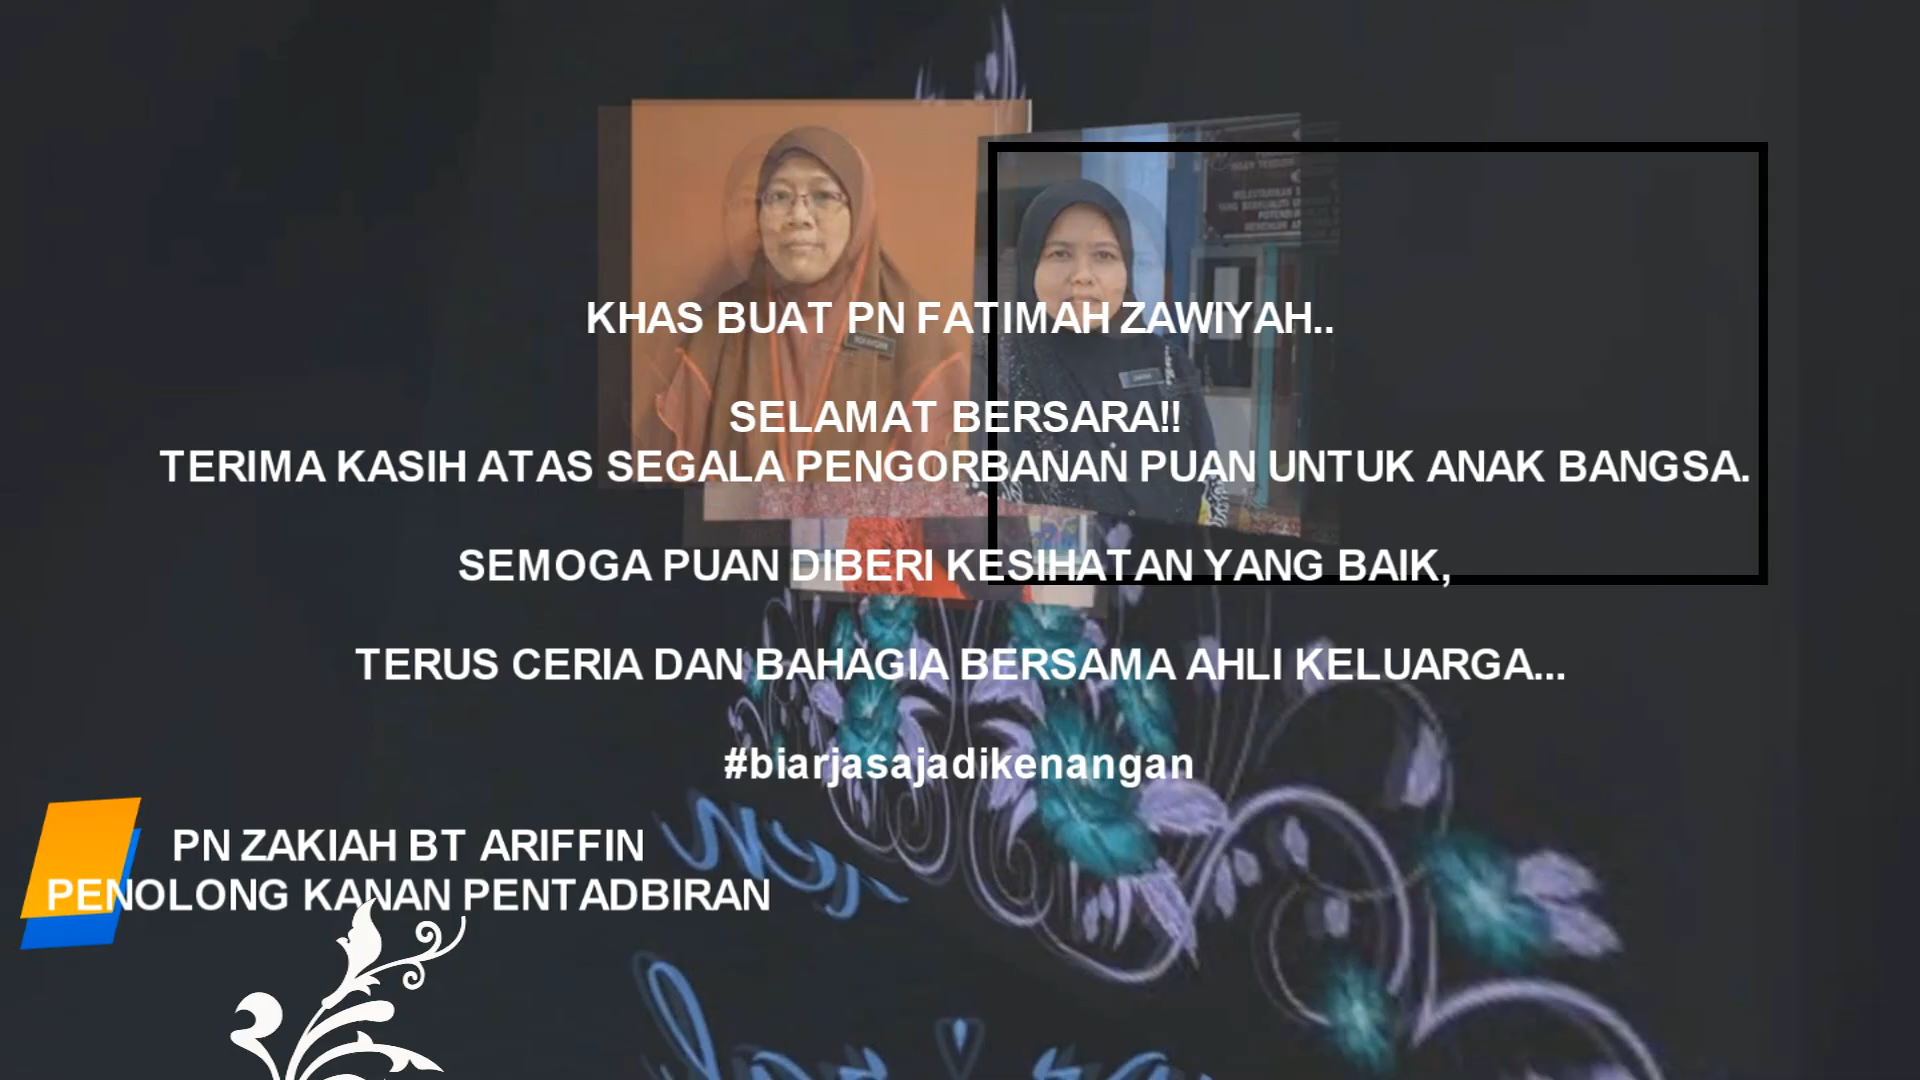 KHAS BUAT PN FATIMAH ZAWIYAH..
SELAMAT BERSARA!!
TERIMA KASIH ATAS SEGALA PENGORBANAN PUAN UNTUK ANAK BANGSA.
SEMOGA PUAN DIBERI KESIHATAN YANG BAIK,
TERUS CERIA DAN BAHAGIA BERSAMA AHLI KELUARGA...
#biarjasajadikenangan
PN ZAKIAH BT ARIFFIN
PENOLONG KANAN PENTADBIRAN